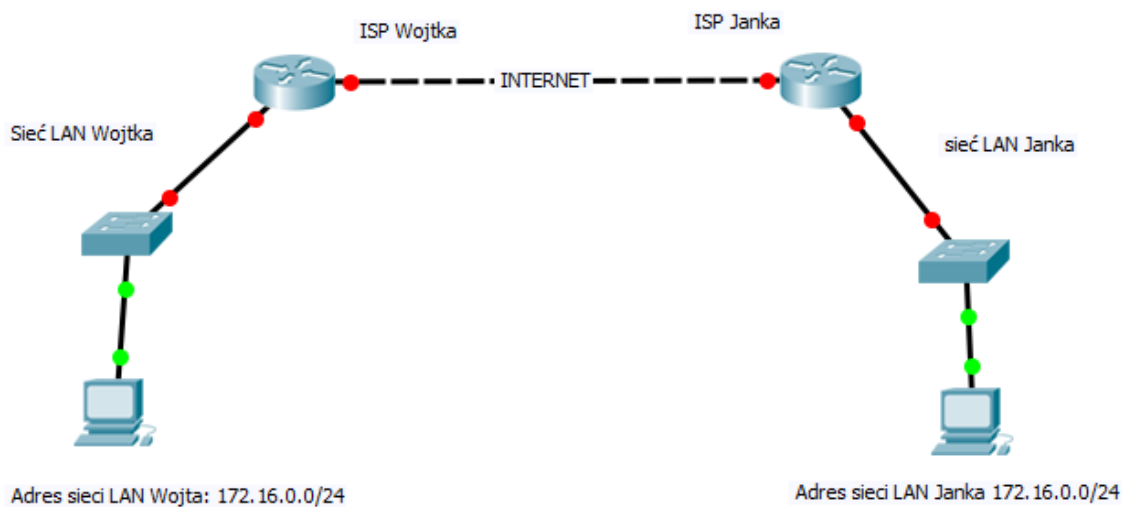 ISP Wojtka
ISP Janka
INTERNET
Sieć LAN Wojtka
sieć LAN Janka
Adres sieci LAN Wojta: 172.16.0.0/24
Adres sieci LAN Janka 172.16.0.0/24